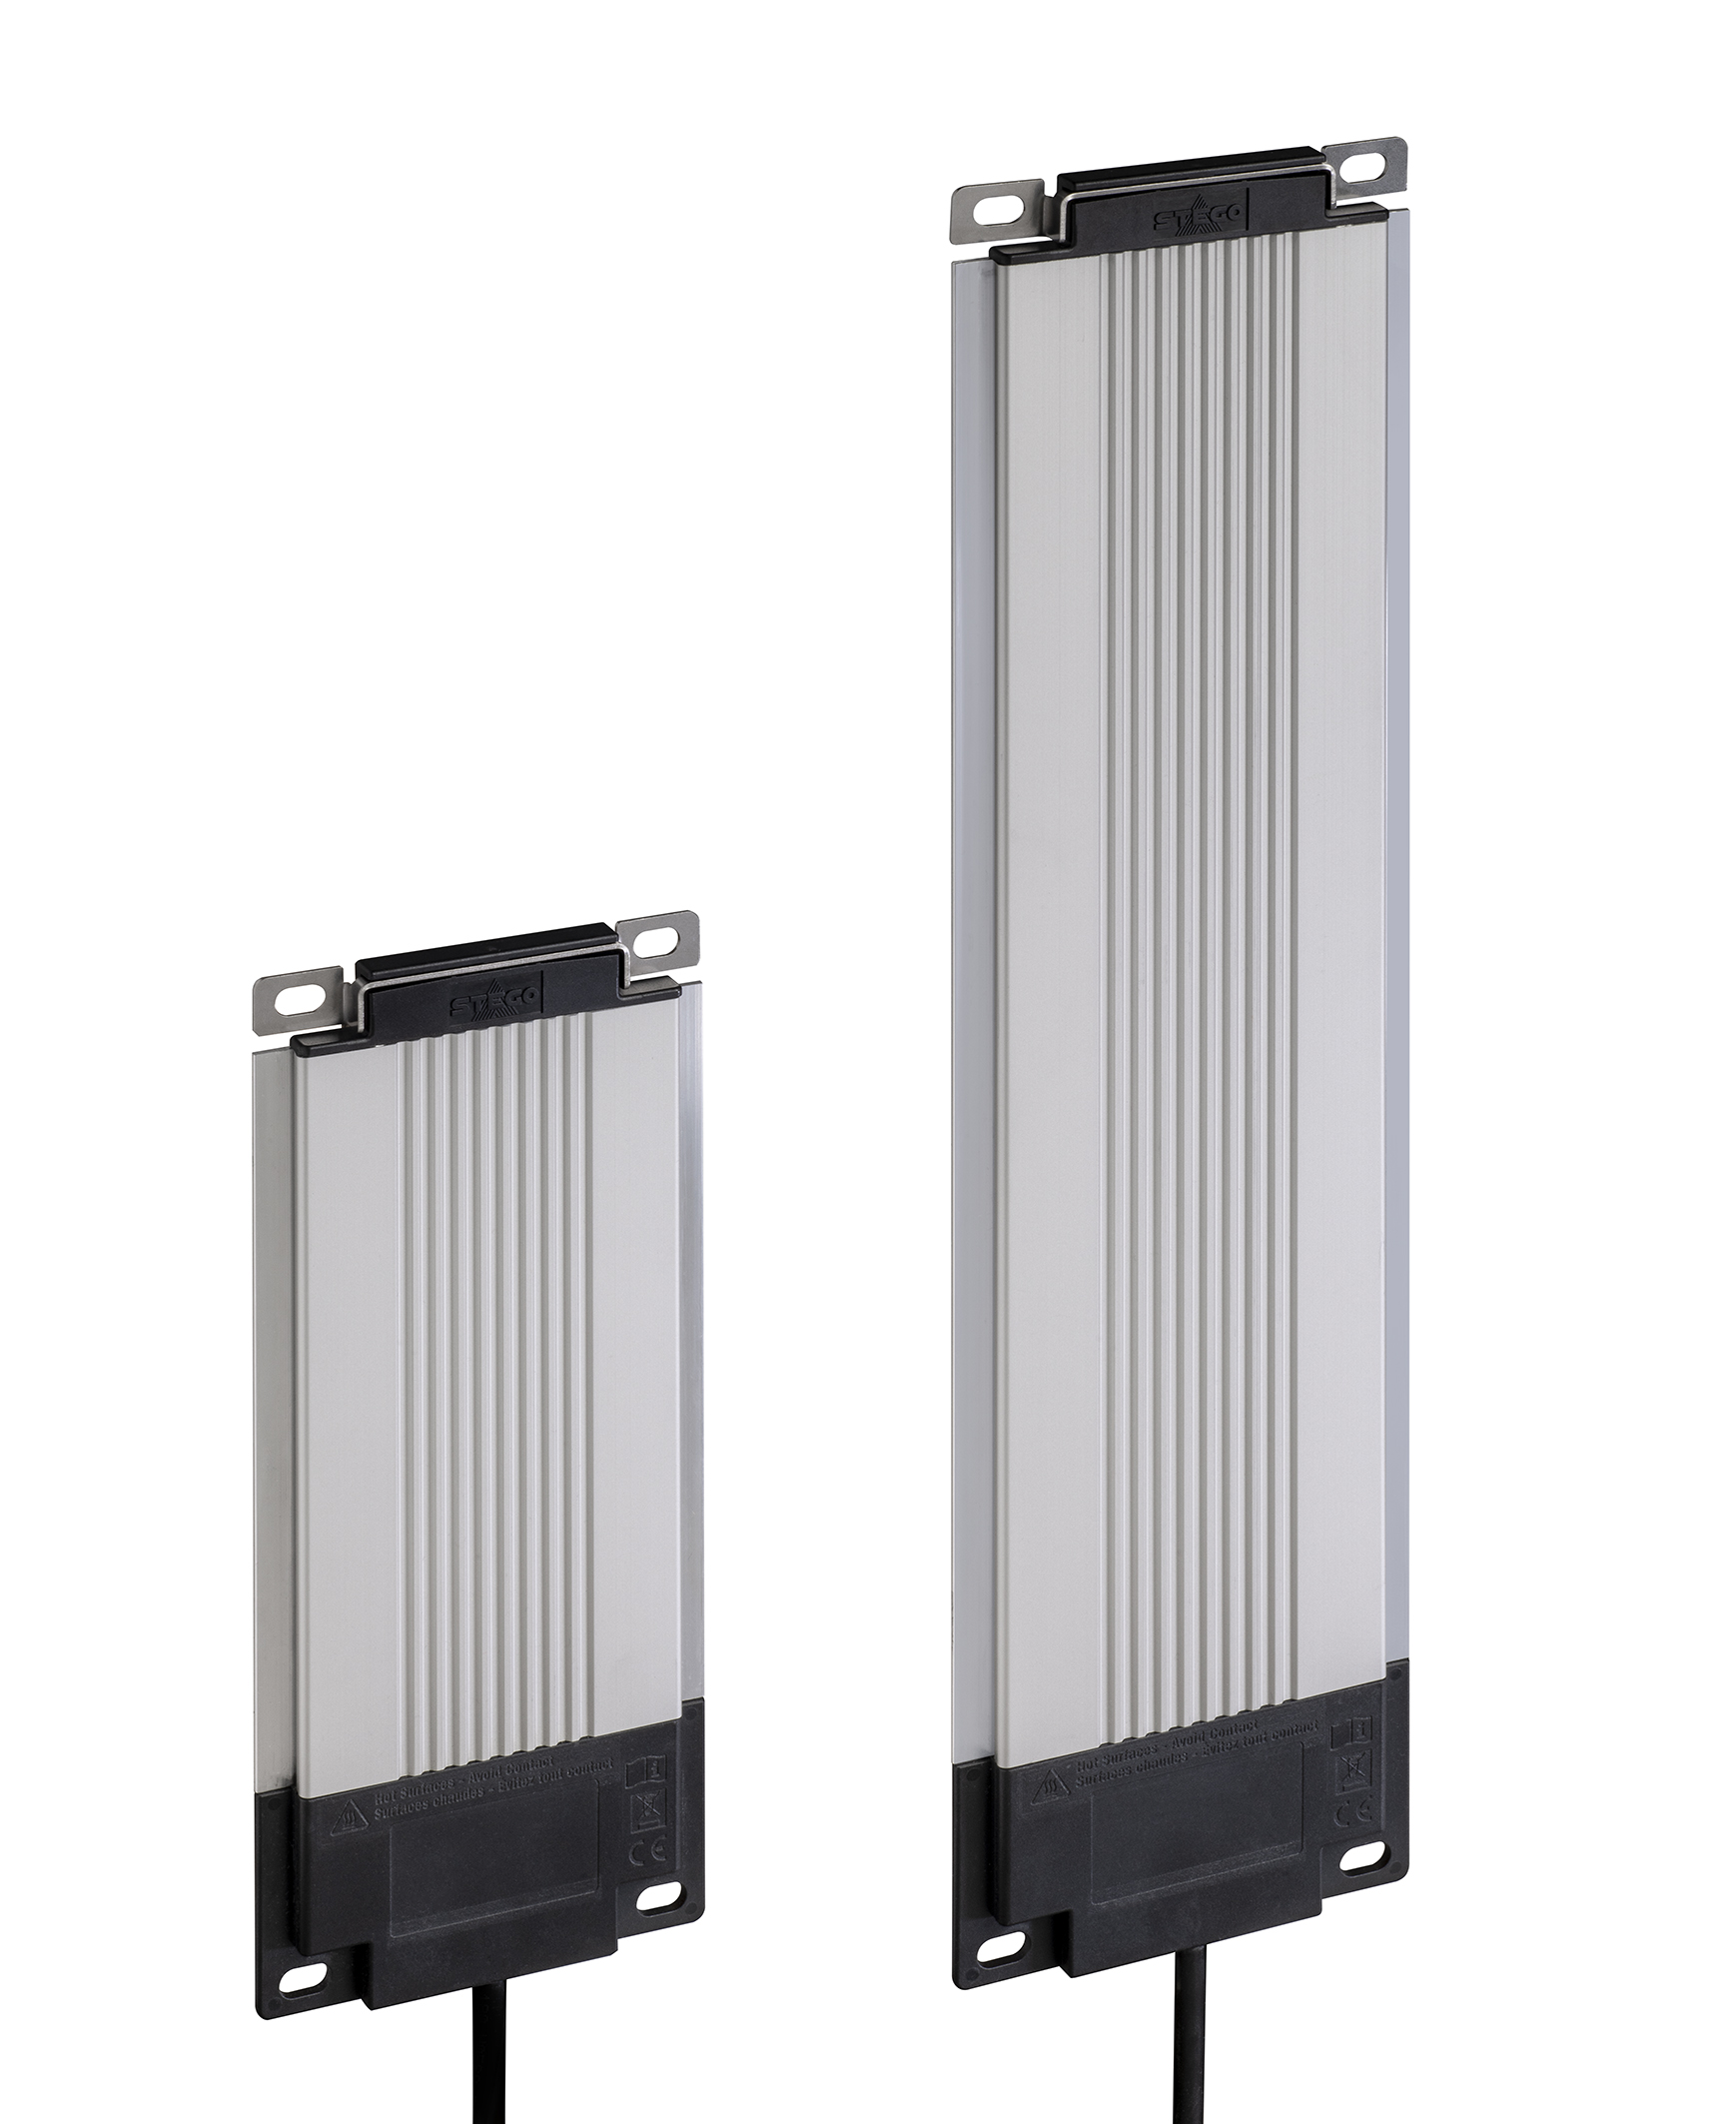 STEGO
STEGO
Hot Surfaces - Avoid Contact
Surfaces chaudes - Evitez tout contact
i
CE
Hot Surfaces - Avoid Contact
Surfaces chaudes - Evitez tout contact
i
CE